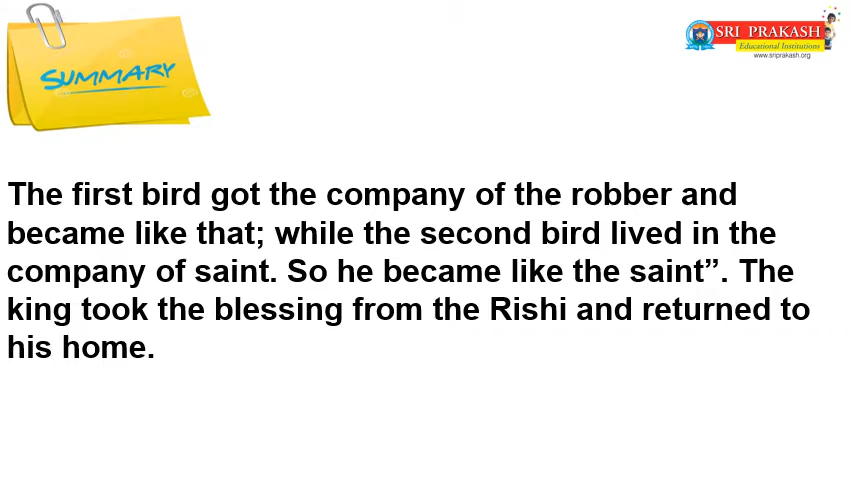 SUMMARY
SRI PRAKASH
Educational Institutions
www.sriprakash.org
The first bird got the company of the robber and
became like that; while the second bird lived in the
company of saint. So he became like the saint”. The
king took the blessing from the Rishi and returned to
his home.